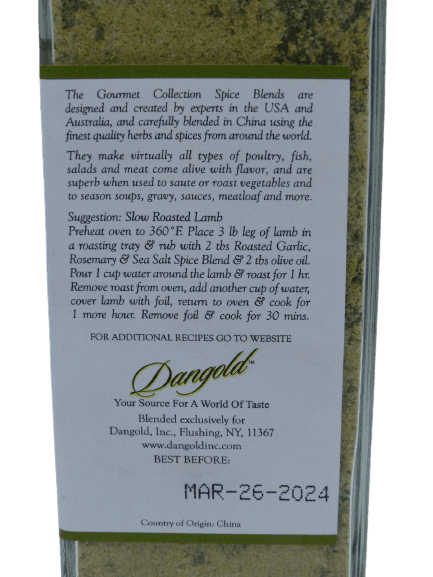 The Gourmet Collection Spice Blends are
designed and created by experts in the USA and
Australia, and carefully blended in China using the
finest quality herbs and spices from around the world.
They make virtually all types of poultry, fish,
salads and meat come alive with flavor, and are
superb when used to saute or roast vegetables and
to season soups, gravy, sauces, meatloaf and more.
Suggestion: Slow Roasted Lamb
Preheat oven to 360°F. Place 3 lb leg of lamb in
a roasting tray & rub with 2 tbs Roasted Garlic,
Rosemary & Sea Salt Spice Blend & 2 tbs olive oil.
Pour 1 cup water around the lamb & roast for 1 hr.
Remove roast from oven, add another cup of water,
cover lamb with foil, return to oven & cook for
1 more hour. Remove foil & cook for 30 mins.
FOR ADDITIONAL RECIPES GO TO WEBSITE
Dangold™
Your Source For A World Of Taste
Blended exclusively for
Dangold, Inc., Flushing, NY, 11367
www.dangoldinc.com
BEST BEFORE:
MAR-26-2024
Country of Origin: China